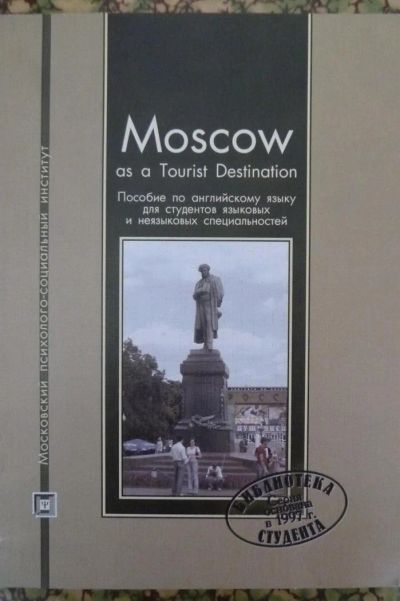 Moscow
as a Tourist Destination
Пособие по английскому языку
для студентов языковых
и неязыковых специальностей
Московский психолого-социальный институт
БИБЛИОТЕКА
Серия
основана
в 1997 г.
СТУДЕНТА